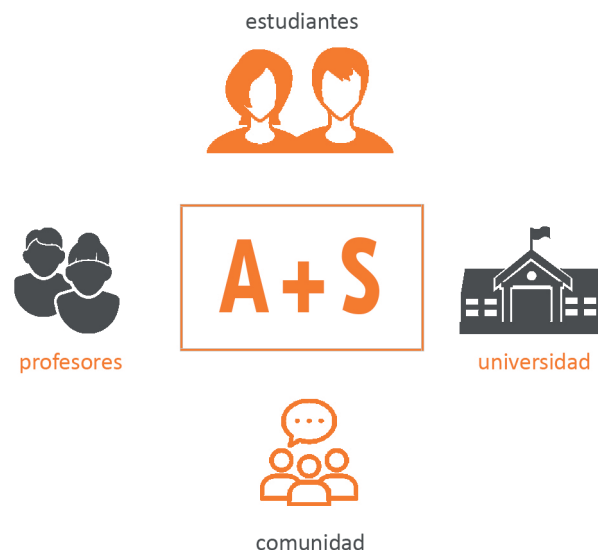 estudiantes
A + S
profesores
universidad
comunidad